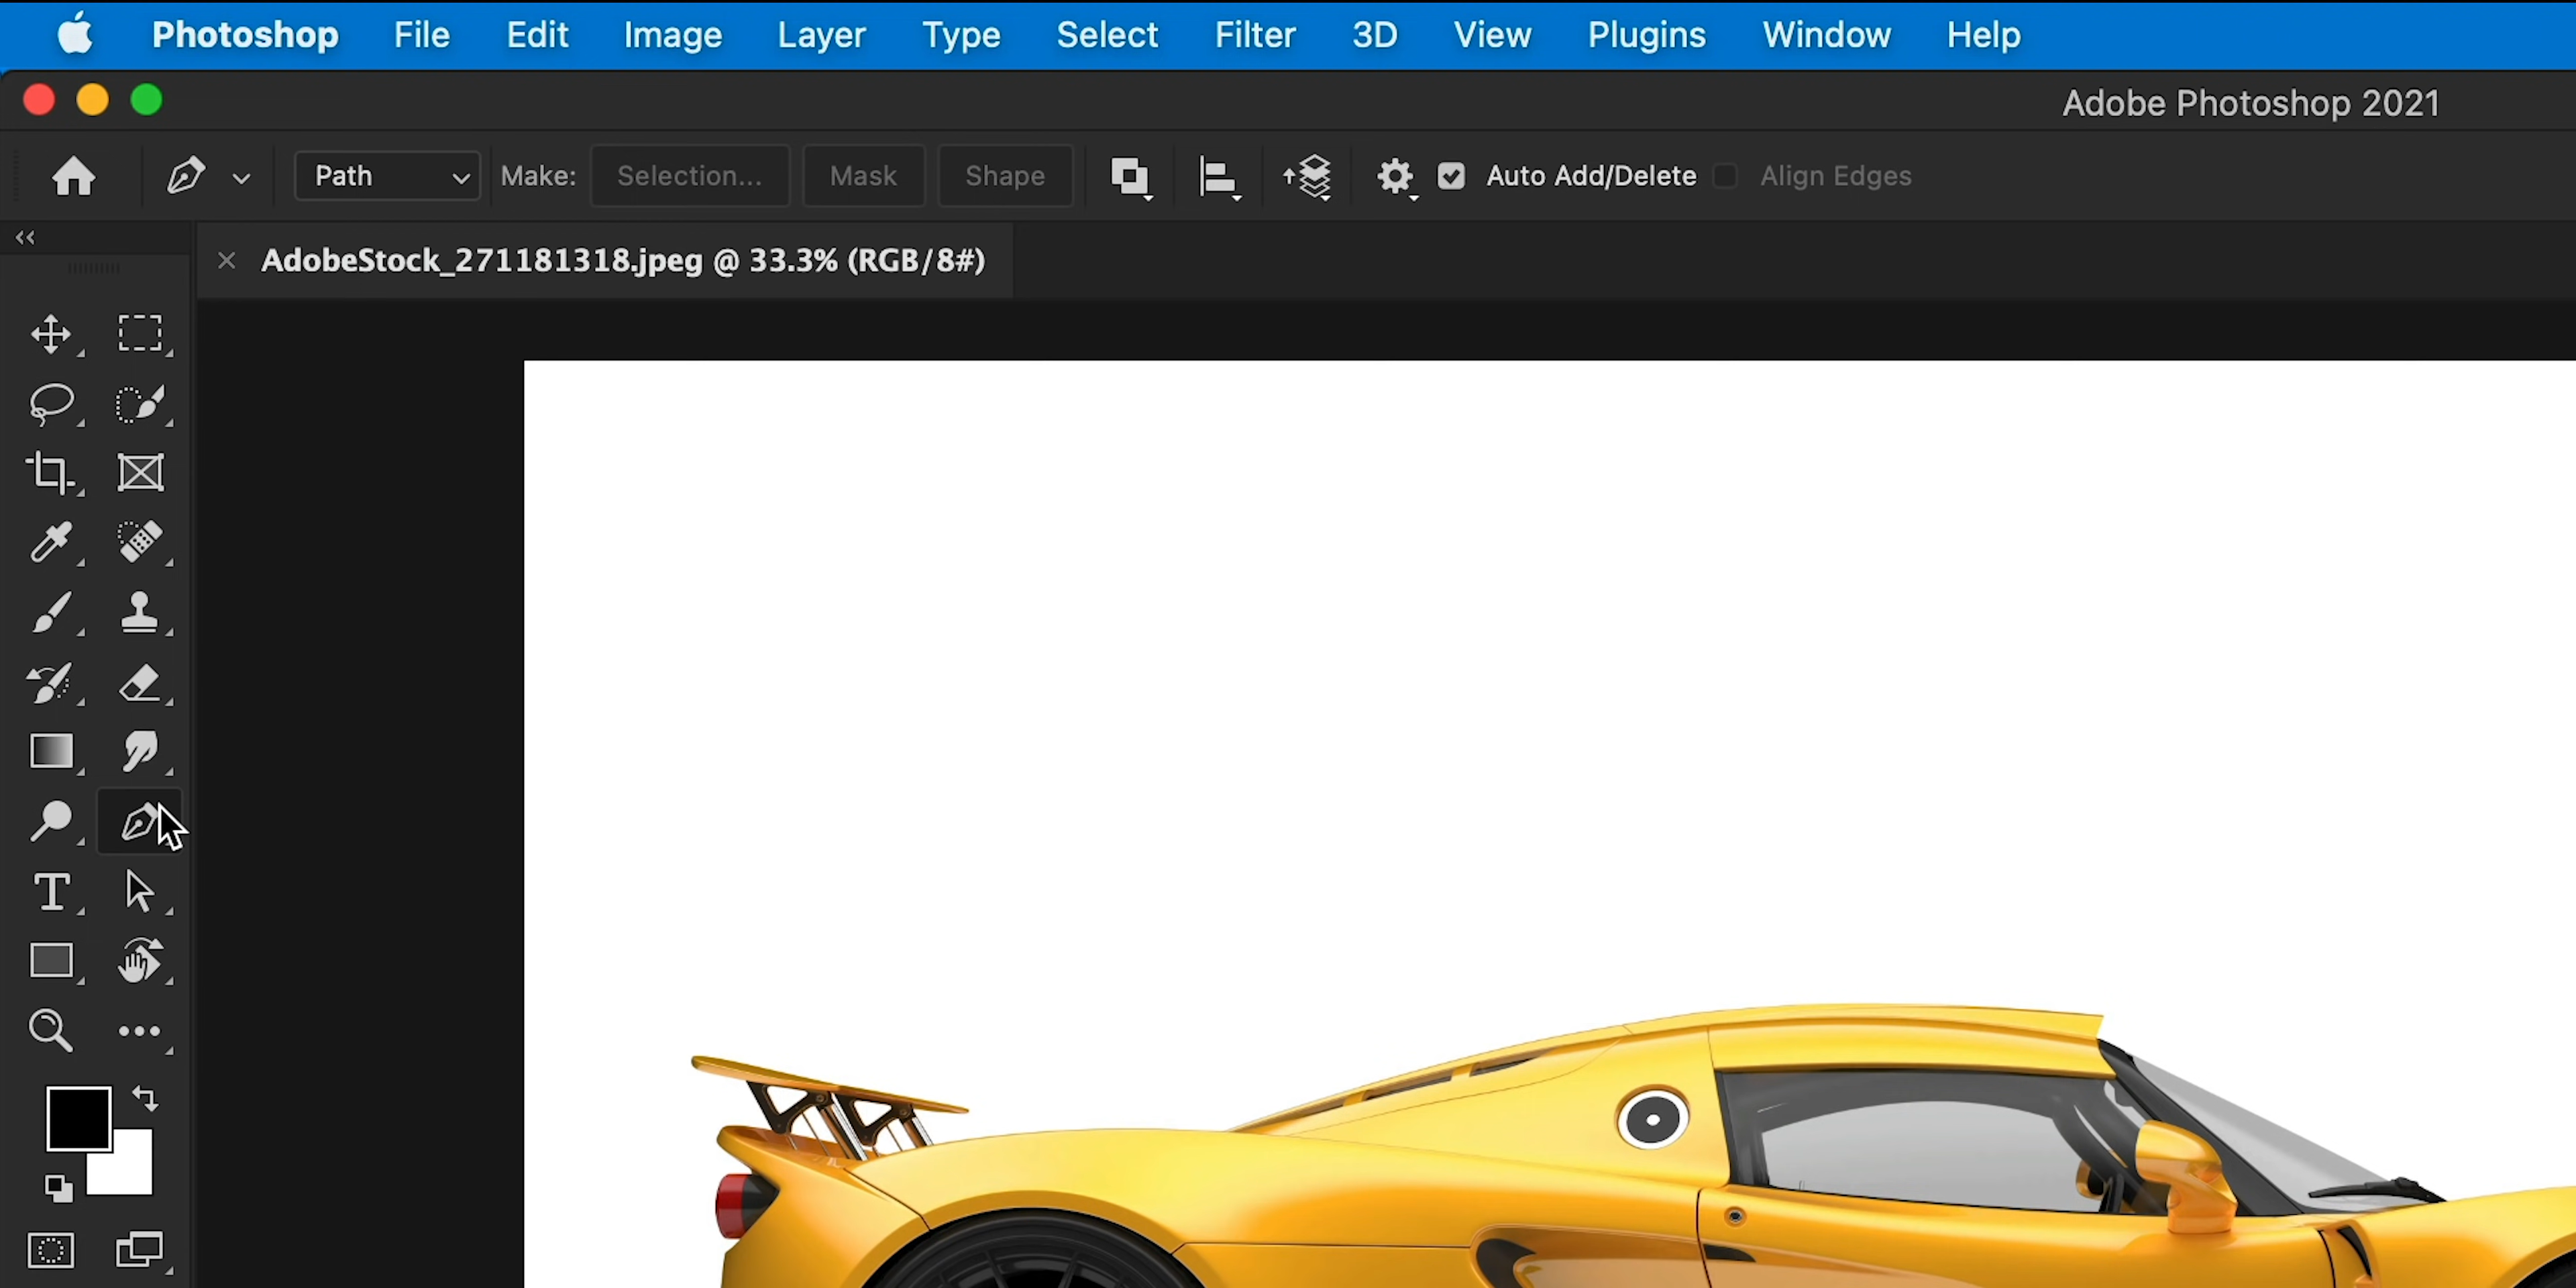 Photoshop File Edit Image Layer Type Select Filter 3D View Plugins Window Help
Adobe Photoshop 2021
Path Make: Selection... Mask Shape Auto Add/Delete Align Edges
AdobeStock_271181318.jpeg @ 33.3% (RGB/8#)